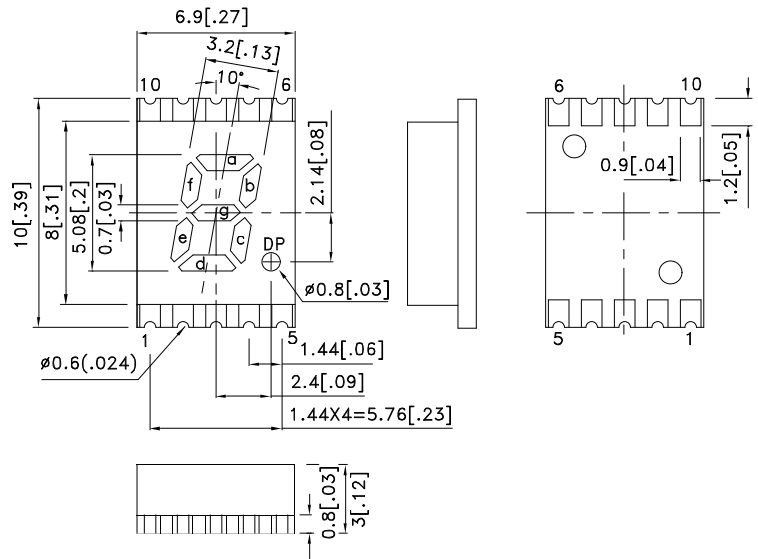 6.9[.27]
3.2[.13]
10°
10
6
6
10
a
f
b
g
e
c
d
DP
10[.39]
8[.31]
5.08[.2]
0.7[.03]
2.14[.08]
0.9[.04]
1.2[.05]
ø0.8[.03]
1
5
5
1
ø0.6(.024)
1.44[.06]
2.4[.09]
1.44X4=5.76[.23]
0.8[.03]
3[.12]